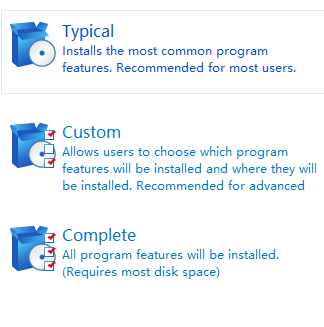 Typical
Installs the most common program
features. Recommended for most users.
Custom
Allows users to choose which program
features will be installed and where they will
be installed. Recommended for advanced
Complete
All program features will be installed.
(Requires most disk space)